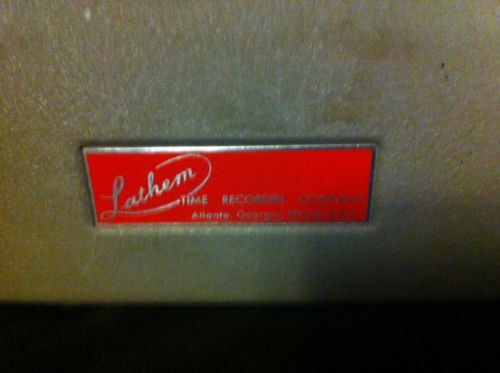 Lathem
TIME RECORDER COMPANY
Atlanta, Georgia, U.S.A.